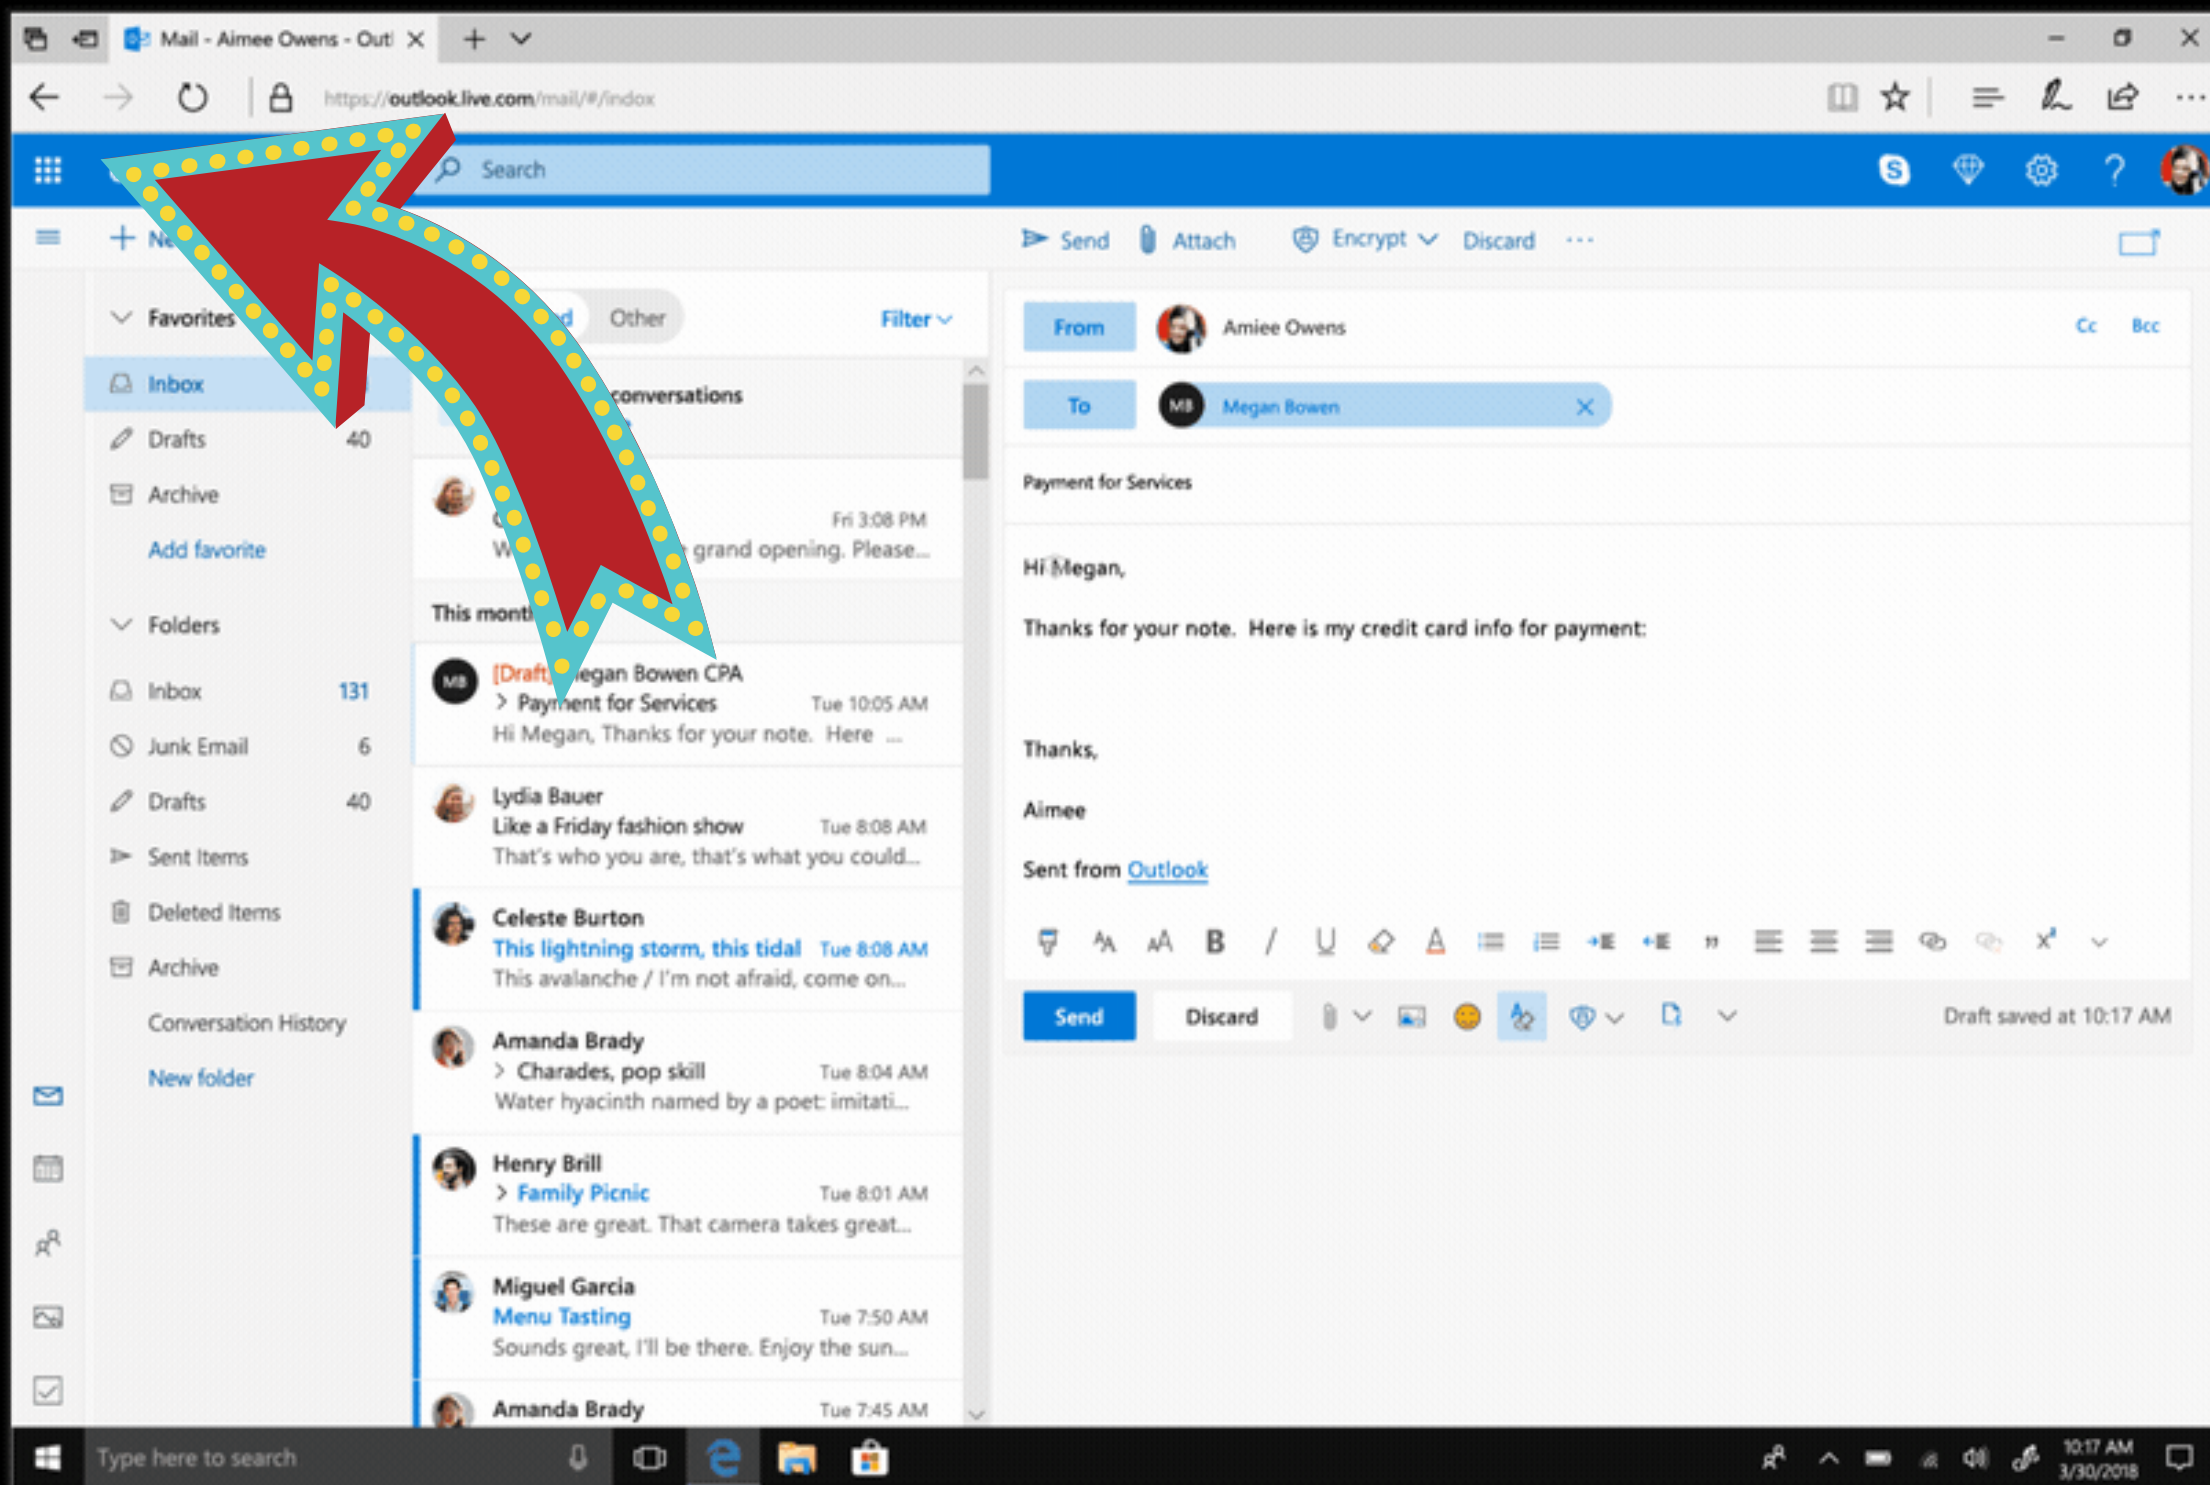 Mail - Aimee Owens - Outl
https://outlook.live.com/mail/#/indox
Search
Send Attach Encrypt Discard
Favorites
Inbox
Drafts 40
Archive
Add favorite
Folders
Inbox 131
Junk Email 6
Drafts 40
Sent Items
Deleted Items
Archive
Conversation History
New folder
Other Filter
conversations
Fri 3:08 PM
grand opening. Please...
This month
[Draft] Megan Bowen CPA
MB
> Payment for Services Tue 10:05 AM
Hi Megan, Thanks for your note. Here ...
Lydia Bauer
Like a Friday fashion show Tue 8:08 AM
That's who you are, that's what you could...
Celeste Burton
This lightning storm, this tidal Tue 8:08 AM
This avalanche / I'm not afraid, come on...
Amanda Brady
> Charades, pop skill Tue 8:04 AM
Water hyacinth named by a poet: imitati...
Henry Brill
> Family Picnic Tue 8:01 AM
These are great. That camera takes great...
Miguel Garcia
Menu Tasting Tue 7:50 AM
Sounds great, I'll be there. Enjoy the sun...
Amanda Brady Tue 7:45 AM
From Amiee Owens Cc Bcc
To MB Megan Bowen
Payment for Services
Hi Megan,
Thanks for your note. Here is my credit card info for payment:
Thanks,
Aimee
Sent from Outlook
Send Discard Draft saved at 10:17 AM
Type here to search
10:17 AM
3/30/2018